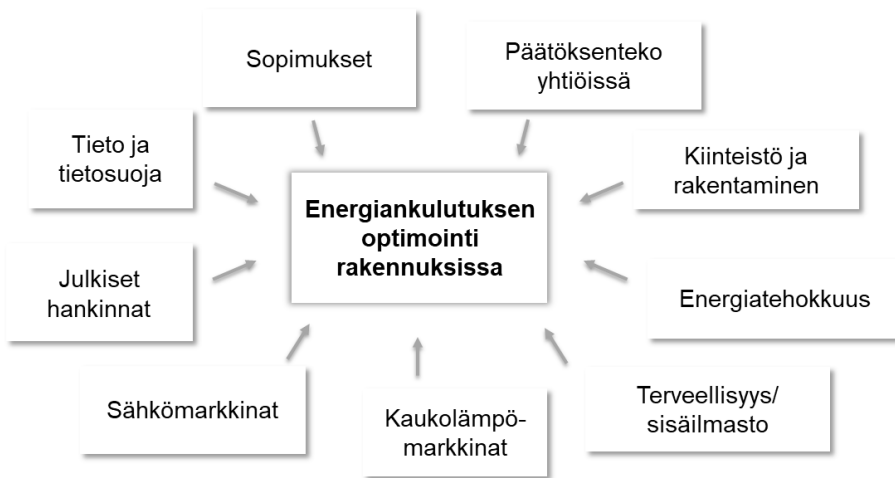 Sopimukset
Päätöksenteko
yhtiöissä
Tieto ja
tietosuoja
Kiinteistö ja
rakentaminen
Energiankulutuksen
optimointi
rakennuksissa
Julkiset
hankinnat
Energiatehokkuus
Sähkömarkkinat
Kaukolämpö-
markkinat
Terveellisyys/
sisäilmasto